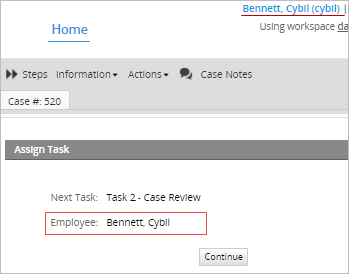 Bennett, Cybil (cybil) |
Home
Using workspace da
Steps Information Actions Case Notes
Case #: 520
Assign Task
Next Task: Task 2 - Case Review
Employee: Bennett, Cybil
Continue